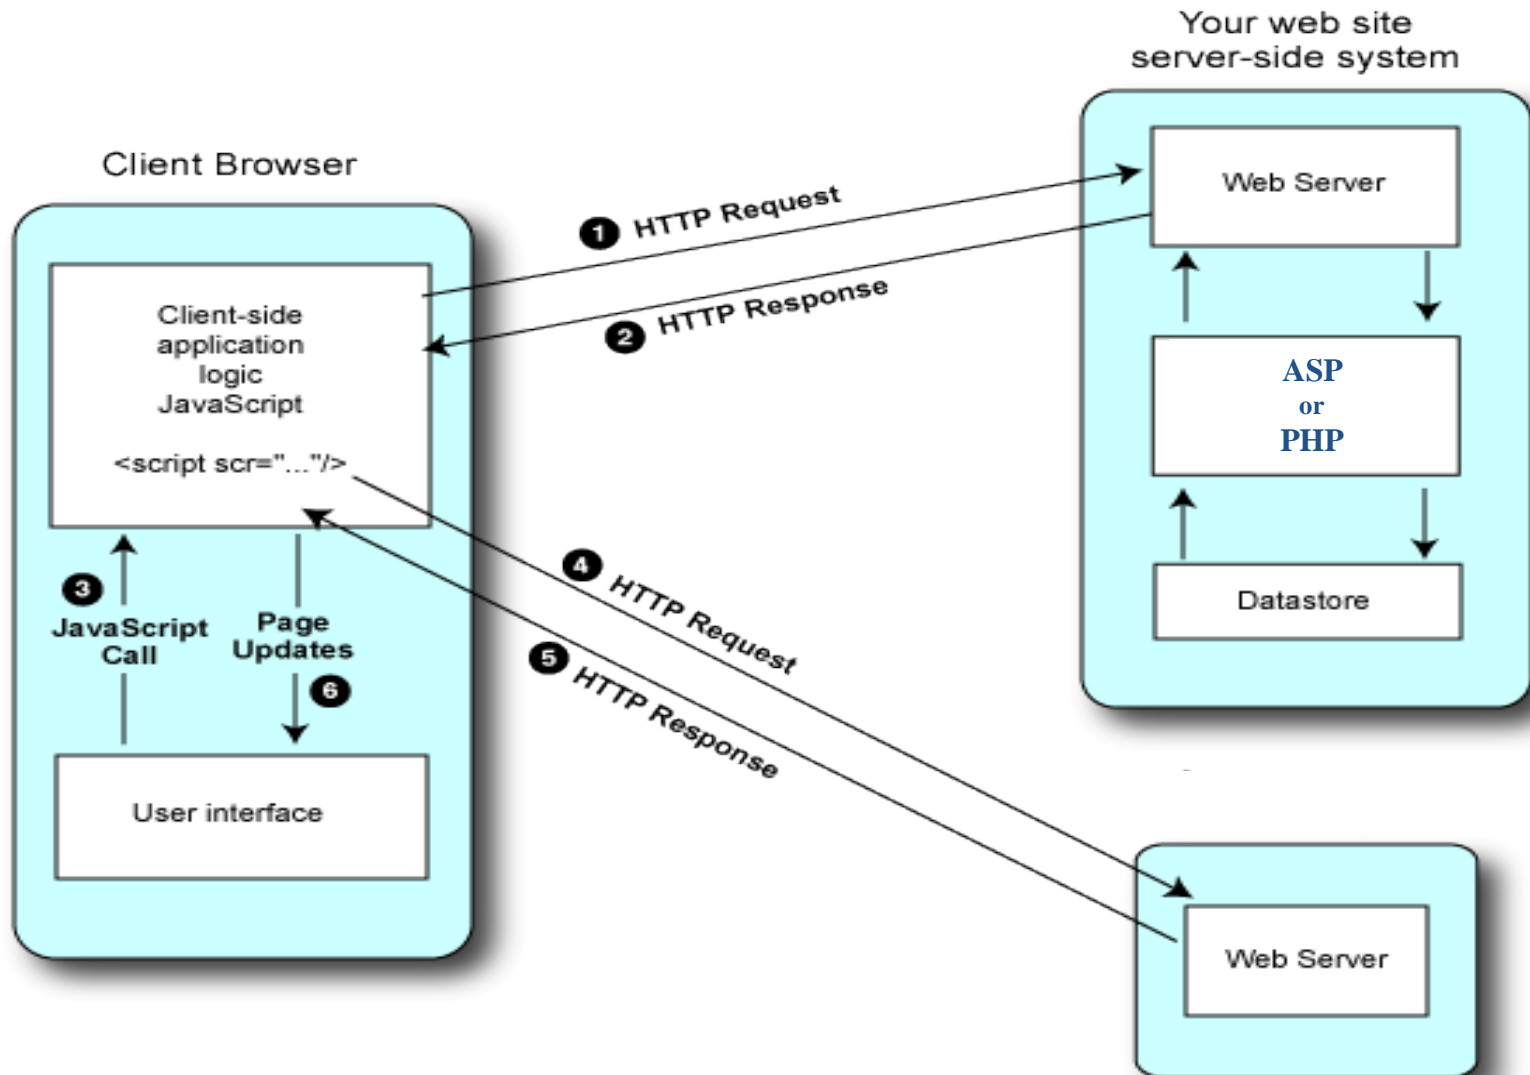 Your web site
server-side system
Client Browser
Web Server
1 HTTP Request
2 HTTP Response
Client-side
application
logic
JavaScript
<script scr="..."/>
ASP
or
PHP
Datastore
3
JavaScript
Call
Page
Updates
6
4 HTTP Request
5 HTTP Response
User interface
Web Server